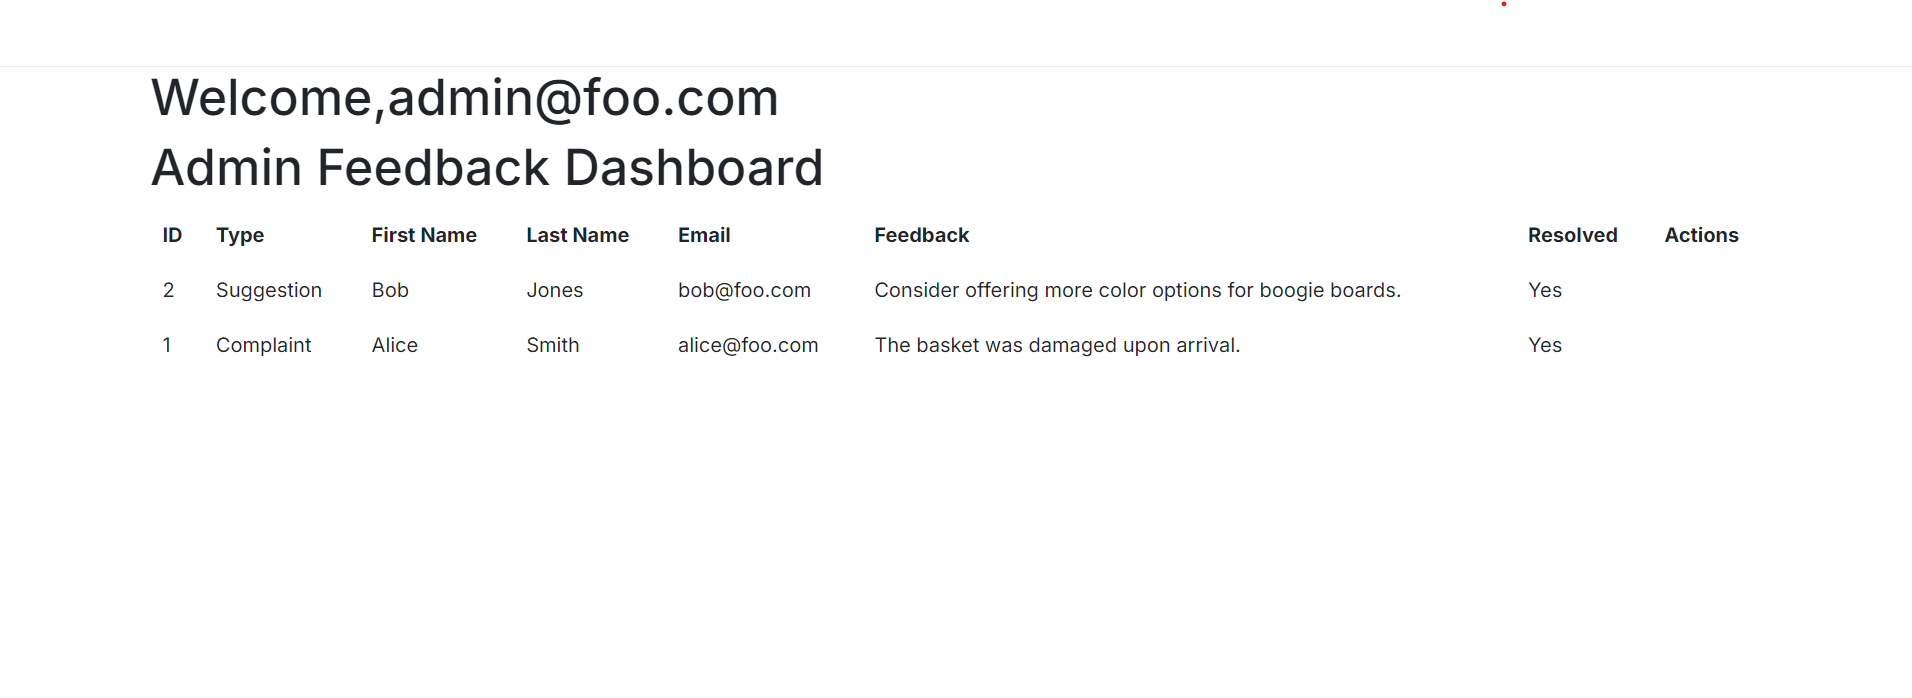 Welcome,admin@foo.com
Admin Feedback Dashboard
ID Type First Name Last Name Email Feedback Resolved Actions
2 Suggestion Bob Jones bob@foo.com Consider offering more color options for boogie boards. Yes
1 Complaint Alice Smith alice@foo.com The basket was damaged upon arrival. Yes